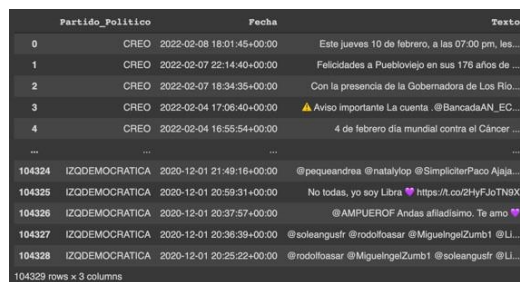 Partido_Politico Fecha Texto
0 CREO 2022-02-08 18:01:45+00:00 Este jueves 10 de febrero, a las 07:00 pm, les...
1 CREO 2022-02-07 22:14:40+00:00 Felicidades a Puebloviejo en sus 176 años de ...
2 CREO 2022-02-07 18:34:35+00:00 Con la presencia de la Gobernadora de Los Río...
3 CREO 2022-02-04 17:06:40+00:00 ⚠️ Aviso importante La cuenta .@BancadaAN_EC...
4 CREO 2022-02-04 16:55:54+00:00 4 de febrero día mundial contra el Cáncer ...
... ... ... ...
104324 IZQDEMOCRATICA 2020-12-01 21:49:16+00:00 @pequeandrea @natalylop @SimpliciterPaco Ajaja...
104325 IZQDEMOCRATICA 2020-12-01 20:59:31+00:00 No todas, yo soy Libra 💜 https://t.co/2HyFJoTN9X
104326 IZQDEMOCRATICA 2020-12-01 20:37:57+00:00 @AMPUEROF Andas afiladísimo. Te amo 💜
104327 IZQDEMOCRATICA 2020-12-01 20:36:39+00:00 @soleangusfr @rodolfoasar @MiguelngelZumb1 @Li...
104328 IZQDEMOCRATICA 2020-12-01 20:25:22+00:00 @rodolfoasar @MiguelngelZumb1 @soleangusfr @Li...
104329 rows × 3 columns